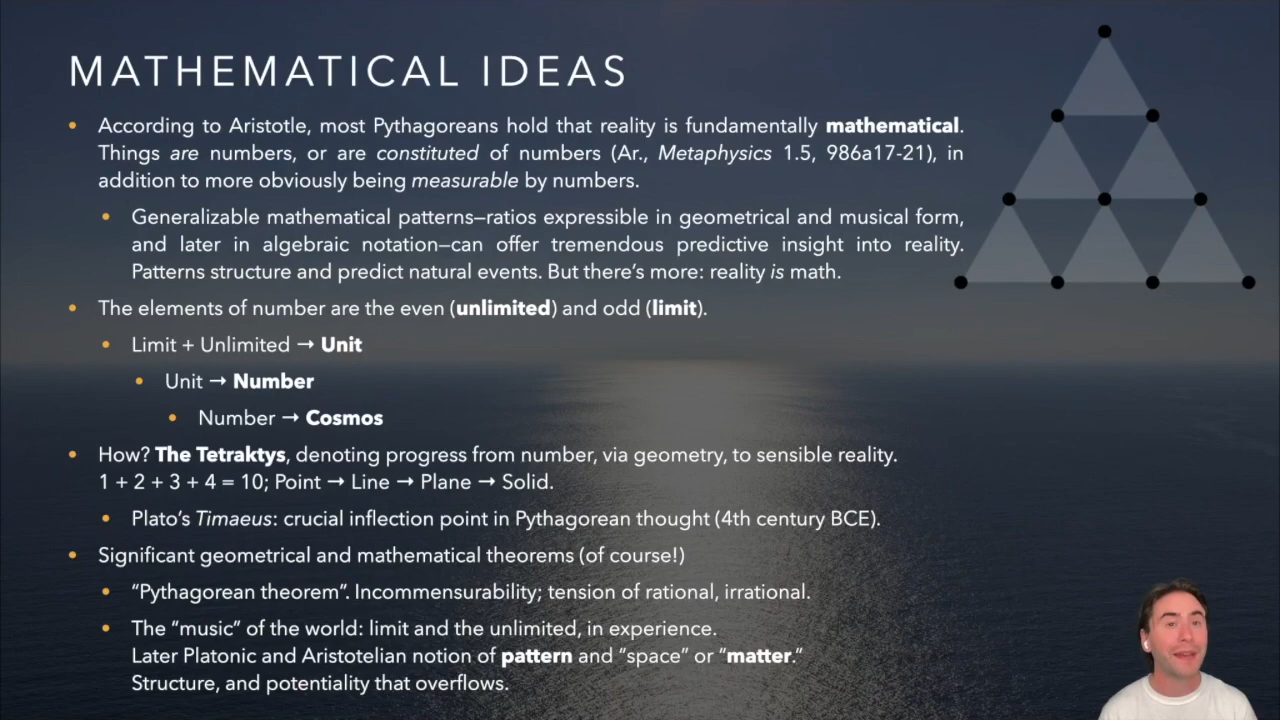 MATHEMATICAL IDEAS
• According to Aristotle, most Pythagoreans hold that reality is fundamentally mathematical.
Things are numbers, or are constituted of numbers (Ar., Metaphysics 1.5, 986a17-21), in
addition to more obviously being measurable by numbers.
• Generalizable mathematical patterns—ratios expressible in geometrical and musical form,
and later in algebraic notation—can offer tremendous predictive insight into reality.
Patterns structure and predict natural events. But there’s more: reality is math.
• The elements of number are the even (unlimited) and odd (limit).
• Limit + Unlimited → Unit
• Unit → Number
• Number → Cosmos
• How? The Tetraktys, denoting progress from number, via geometry, to sensible reality.
1 + 2 + 3 + 4 = 10; Point → Line → Plane → Solid.
• Plato’s Timaeus: crucial inflection point in Pythagorean thought (4th century BCE).
• Significant geometrical and mathematical theorems (of course!)
• “Pythagorean theorem”. Incommensurability; tension of rational, irrational.
• The “music” of the world: limit and the unlimited, in experience.
Later Platonic and Aristotelian notion of pattern and “space” or “matter.”
Structure, and potentiality that overflows.